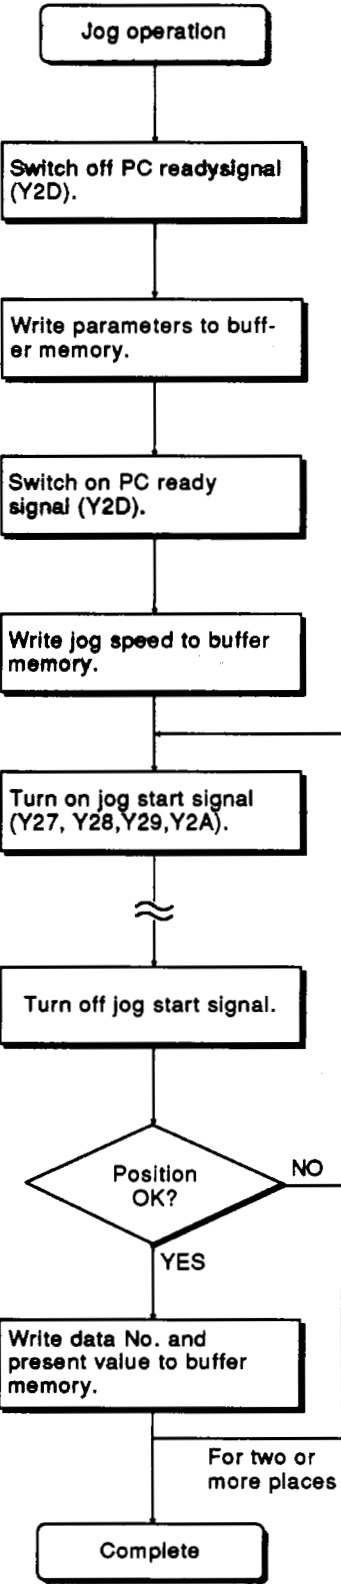 Jog operation
Switch off PC readysignal
(Y2D).
Write parameters to buff-
er memory.
Switch on PC ready
signal (Y2D).
Write jog speed to buffer
memory.
Turn on jog start signal
(Y27, Y28,Y29,Y2A).
Turn off jog start signal.
Position
OK?
NO
YES
Write data No. and
present value to buffer
memory.
For two or
more places
Complete